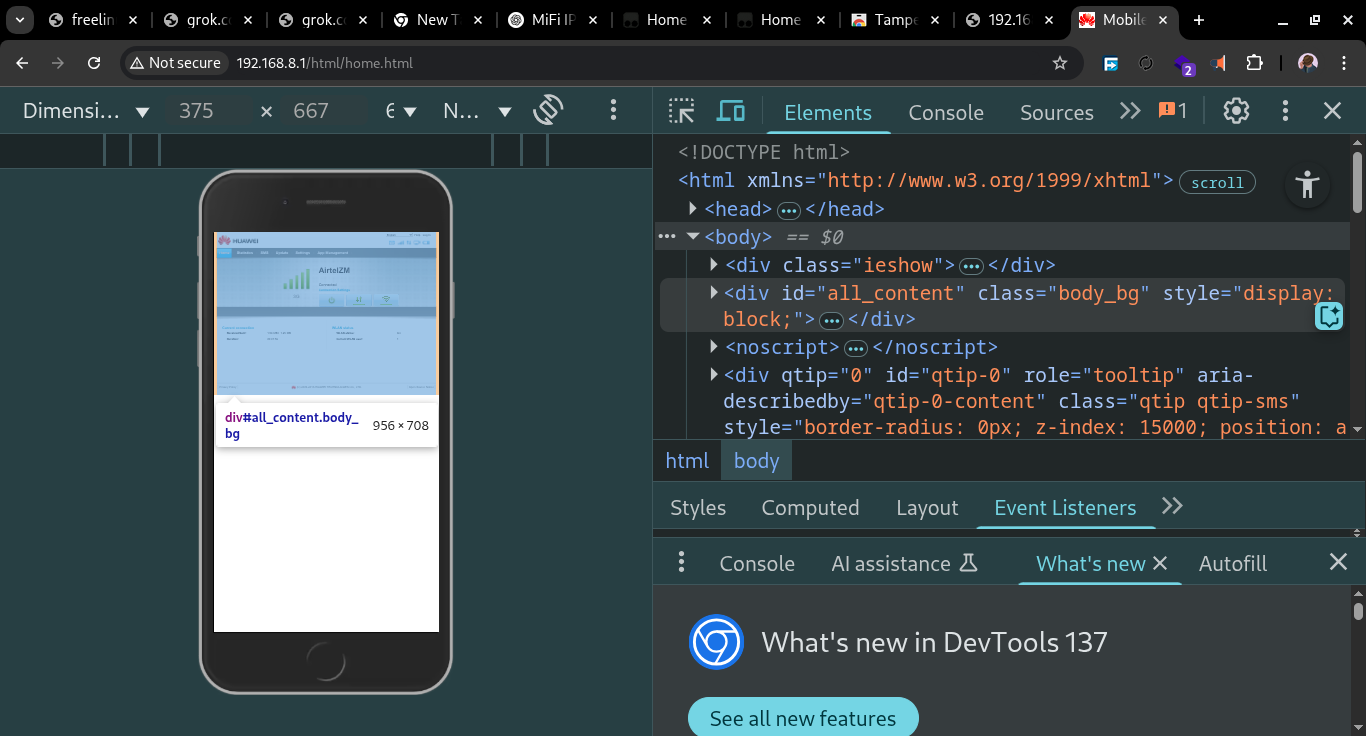 freelin
grok.c
grok.c
New T
MiFi IP
Home
Home
Tampe
192.16
Mobile
Not secure
192.168.8.1/html/home.html
2
Dimensi...
375
×
667
6
N...
Elements
Console
Sources
1
<!DOCTYPE html>
<html xmlns="http://www.w3.org/1999/xhtml">
scroll
<head>
</head>
<body> == $0
<div class="ieshow">
</div>
<div id="all_content" class="body_bg" style="display:
block;">
</div>
<noscript>
</noscript>
<div qtip="0" id="qtip-0" role="tooltip" aria-
describedby="qtip-0-content" class="qtip qtip-sms"
style="border-radius: 0px; z-index: 15000; position: a
HUAWEI
AirtelZM
div#all_content.body_
bg
956 × 708
html
body
Styles
Computed
Layout
Event Listeners
Console
AI assistance
What's new
Autofill
What's new in DevTools 137
See all new features